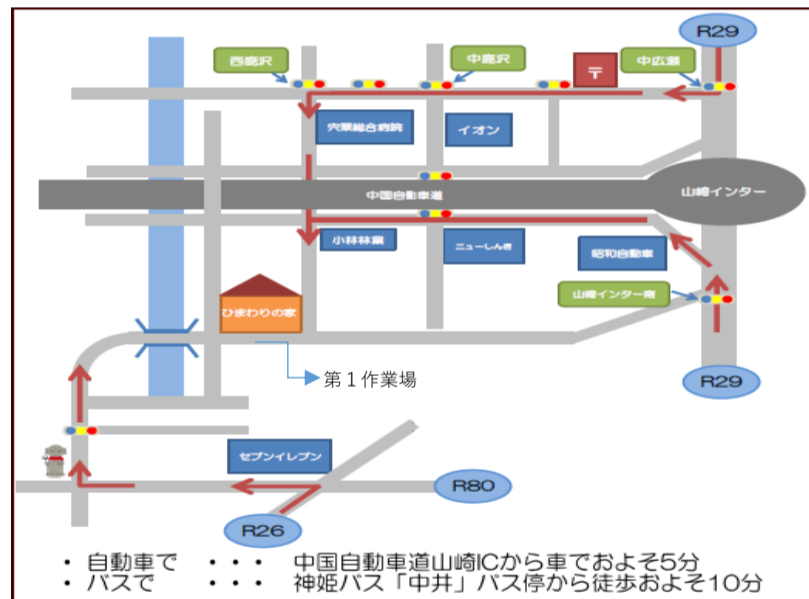 R29
西鹿沢
中鹿沢
〒
中広瀬
宍粟総合病院
イオン
中国自動車道
山崎インター
小林林業
ニューしんぎ
昭和自動車
ひまわりの家
山崎インター南
第1作業場
R29
セブンイレブン
R80
R26
・ 自動車で ・・・ 中国自動車道山崎ICから車でおよそ5分
・ バスで ・・・ 神姫バス「中井」バス停から徒歩およそ10分